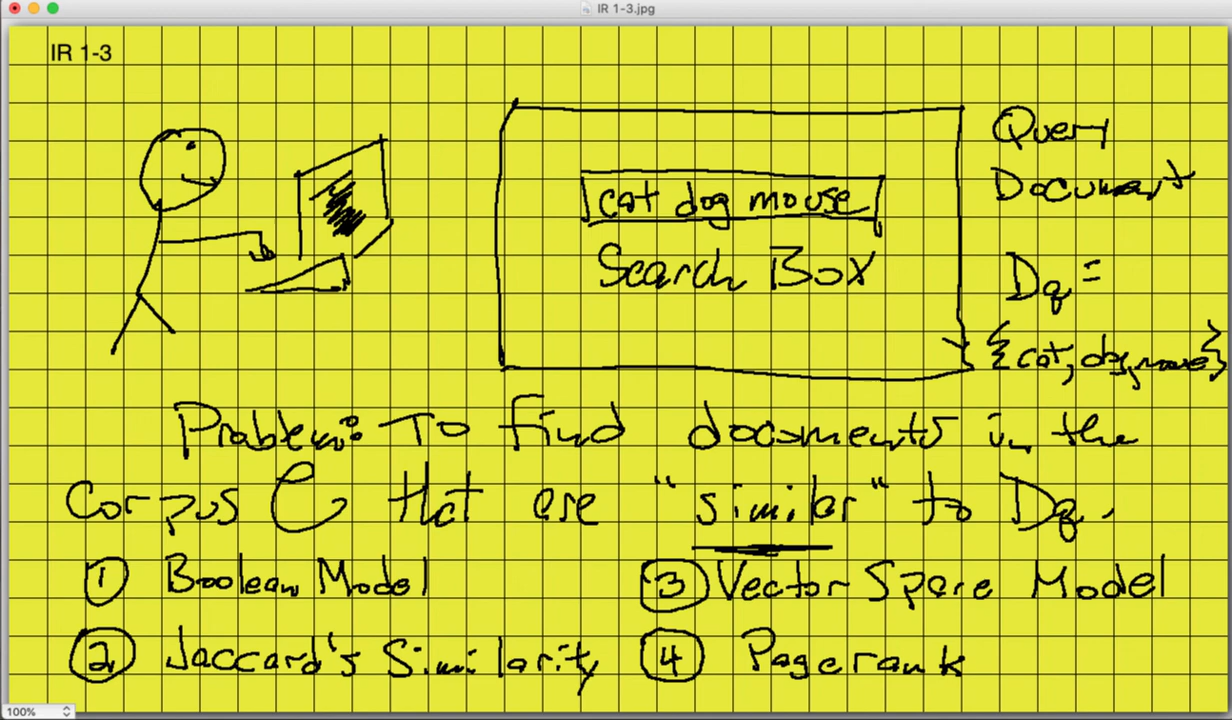 IR 1-3.jpg
IR 1-3
cat dog mouse
Search Box
Query
Document
Dq =
{cat, dog, mouse}
Problem: To find documents in the
Corpus C that are "similar" to Dq.
① Boolean Model
② Jaccard's Similarity
③ Vector Space Model
④ Pagerank
100%